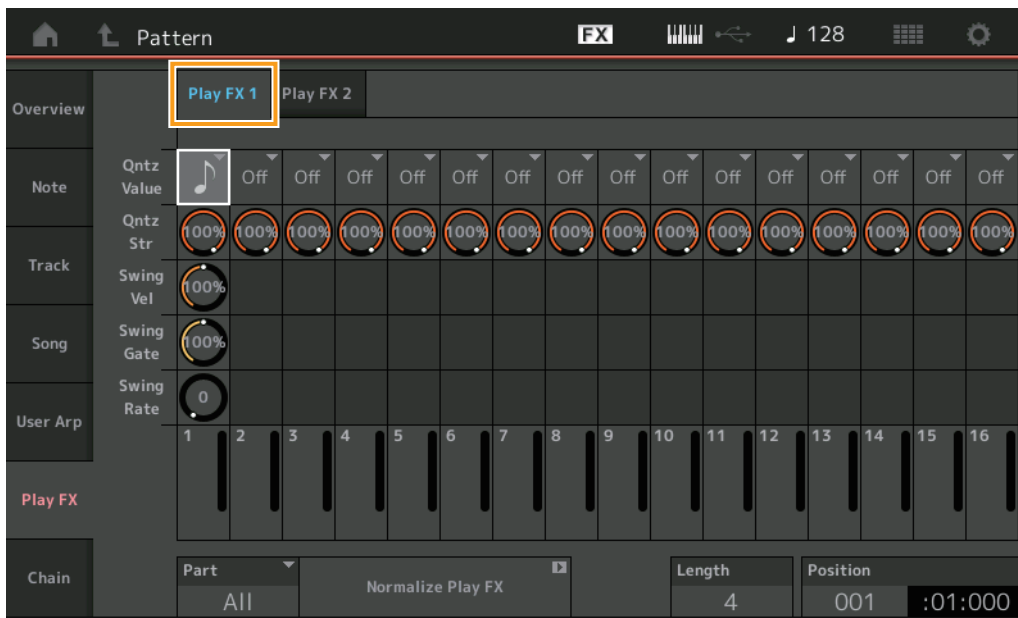 Pattern FX ♩ 128
Play FX 1 Play FX 2
Overview
Note
Track
Song
User Arp
Play FX
Chain
Qntz Value ♪ Off Off Off Off Off Off Off Off Off Off Off Off Off Off Off
Qntz Str 100% 100% 100% 100% 100% 100% 100% 100% 100% 100% 100% 100% 100% 100% 100% 100%
Swing Vel 100%
Swing Gate 100%
Swing Rate 0
1 2 3 4 5 6 7 8 9 10 11 12 13 14 15 16
Part Normalize Play FX Length Position
All 4 001 :01:000